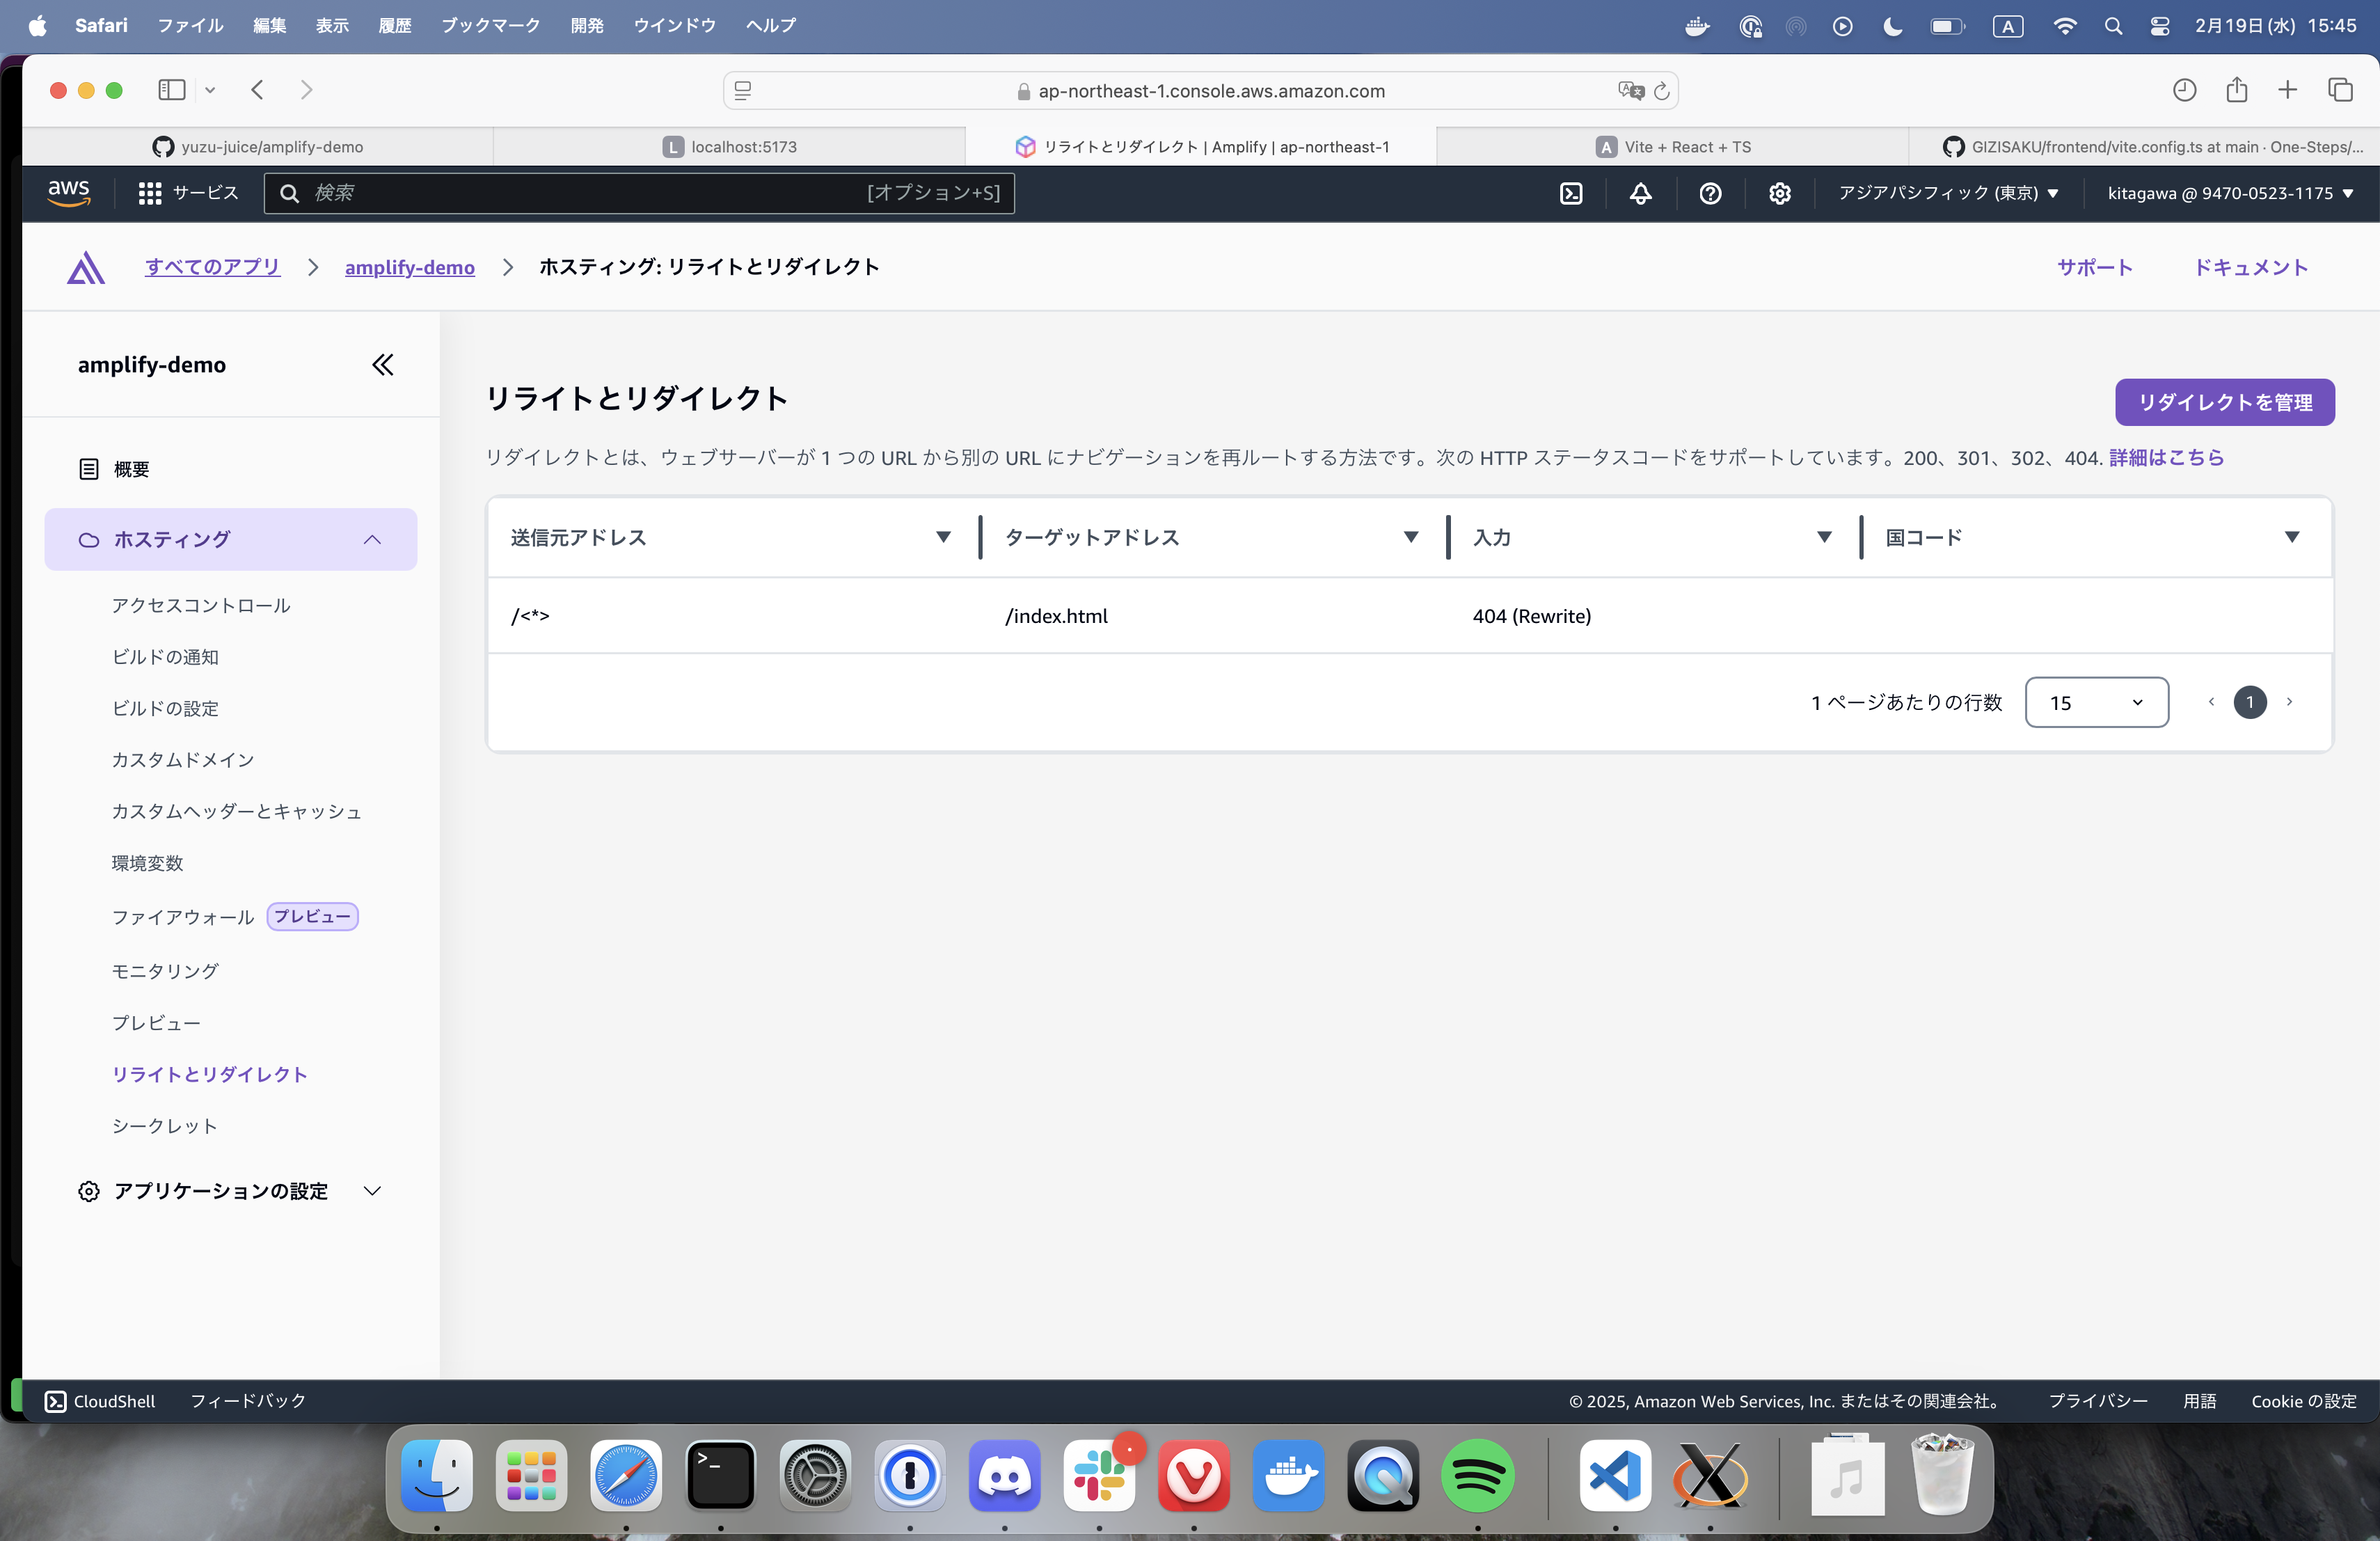 Safari ファイル 編集 表示 履歴 ブックマーク 開発 ウインドウ ヘルプ A 2月19日(水) 15:45
ap-northeast-1.console.aws.amazon.com
yuzu-juice/amplify-demo L localhost:5173 リライトとリダイレクト | Amplify | ap-northeast-1 A Vite + React + TS GIZISAKU/frontend/vite.config.ts at main · One-Steps/...
aws サービス 検索 [オプション+S] アジアパシフィック (東京) ▼ kitagawa @ 9470-0523-1175 ▼
すべてのアプリ > amplify-demo > ホスティング: リライトとリダイレクト サポート ドキュメント
amplify-demo
概要
ホスティング
アクセスコントロール
ビルドの通知
ビルドの設定
カスタムドメイン
カスタムヘッダーとキャッシュ
環境変数
ファイアウォール プレビュー
モニタリング
プレビュー
リライトとリダイレクト
シークレット
アプリケーションの設定
リライトとリダイレクト
リダイレクトを管理
リダイレクトとは、ウェブサーバーが 1 つの URL から別の URL にナビゲーションを再ルートする方法です。次の HTTP ステータスコードをサポートしています。200、301、302、404. 詳細はこちら
送信元アドレス ▼ ターゲットアドレス ▼ 入力 ▼ 国コード ▼
/<*> /index.html 404 (Rewrite)
1 ページあたりの行数 15 < 1 >
CloudShell フィードバック © 2025, Amazon Web Services, Inc. またはその関連会社。 プライバシー 用語 Cookie の設定